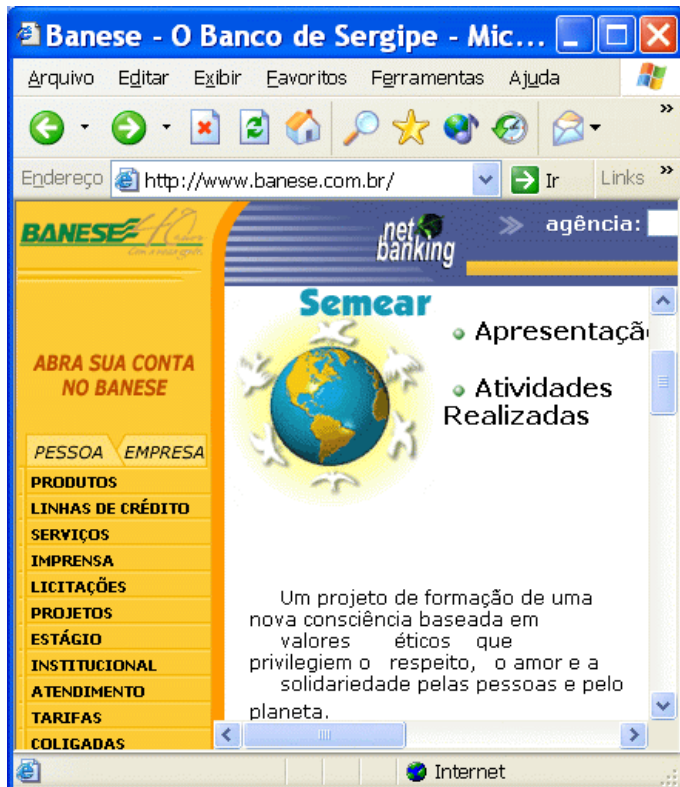 Banese - O Banco de Sergipe - Mic...
Arquivo Editar Exibir Favoritos Ferramentas Ajuda
»
Endereço http://www.banese.com.br/ Ir Links »
BANESE 40 anos
.net banking
agência:
ABRA SUA CONTA
NO BANESE
PESSOA EMPRESA
PRODUTOS
LINHAS DE CRÉDITO
SERVIÇOS
IMPRENSA
LICITAÇÕES
PROJETOS
ESTÁGIO
INSTITUCIONAL
ATENDIMENTO
TARIFAS
COLIGADAS
Semear
Apresentaçã
Atividades
Realizadas
Um projeto de formação de uma
nova consciência baseada em
valores éticos que
privilegiem o respeito, o amor e a
solidariedade pelas pessoas e pelo
planeta.
Internet